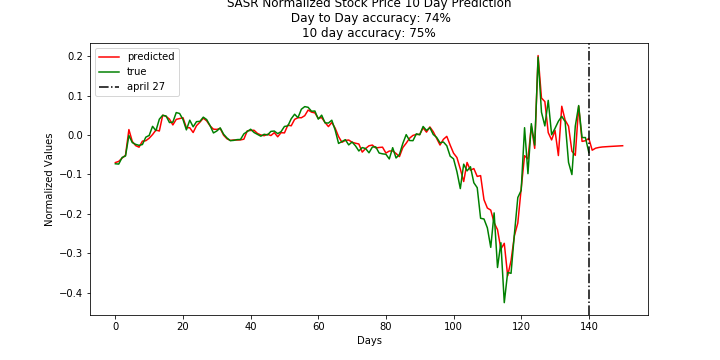 SASR Normalized Stock Price 10 Day Prediction
Day to Day accuracy: 74%
10 day accuracy: 75%
predicted
true
april 27
Normalized Values
0.2
0.1
0.0
−0.1
−0.2
−0.3
−0.4
0 20 40 60 80 100 120 140
Days